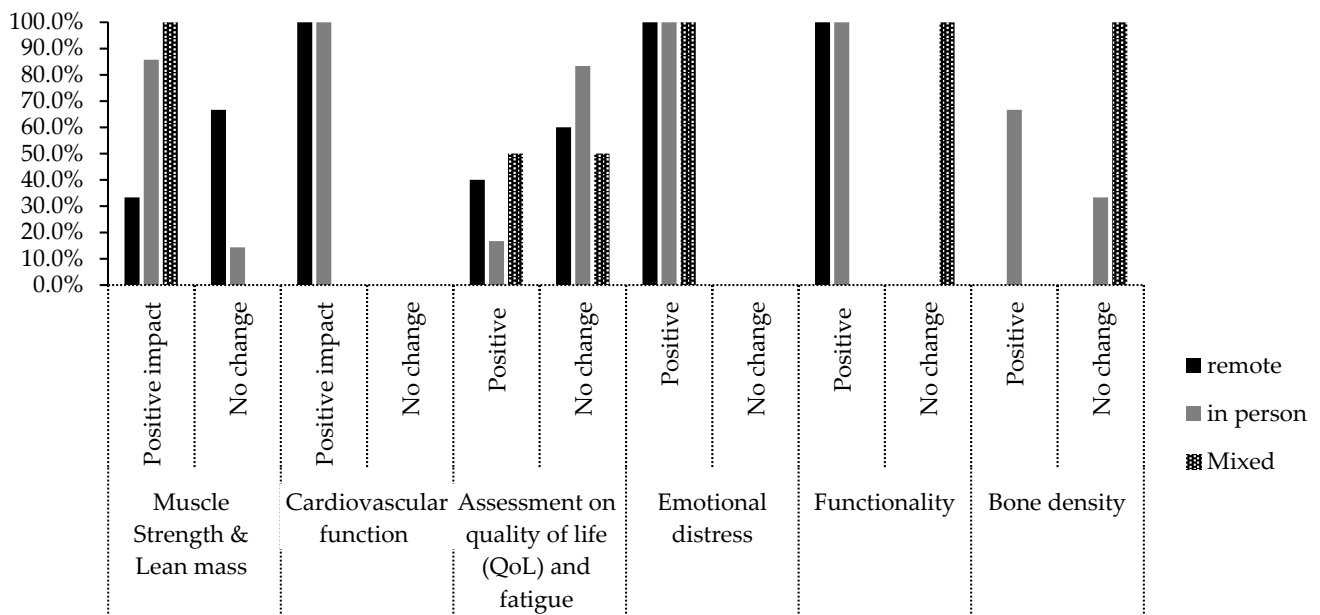 100.0%
90.0%
80.0%
70.0%
60.0%
50.0%
40.0%
30.0%
20.0%
10.0%
0.0%
Positive impact
No change
Positive impact
No change
Positive
No change
Positive
No change
Positive
No change
Positive
No change
Muscle
Strength &
Lean mass
Cardiovascular
function
Assessment on
quality of life
(QoL) and
fatigue
Emotional
distress
Functionality
Bone density
remote
in person
Mixed